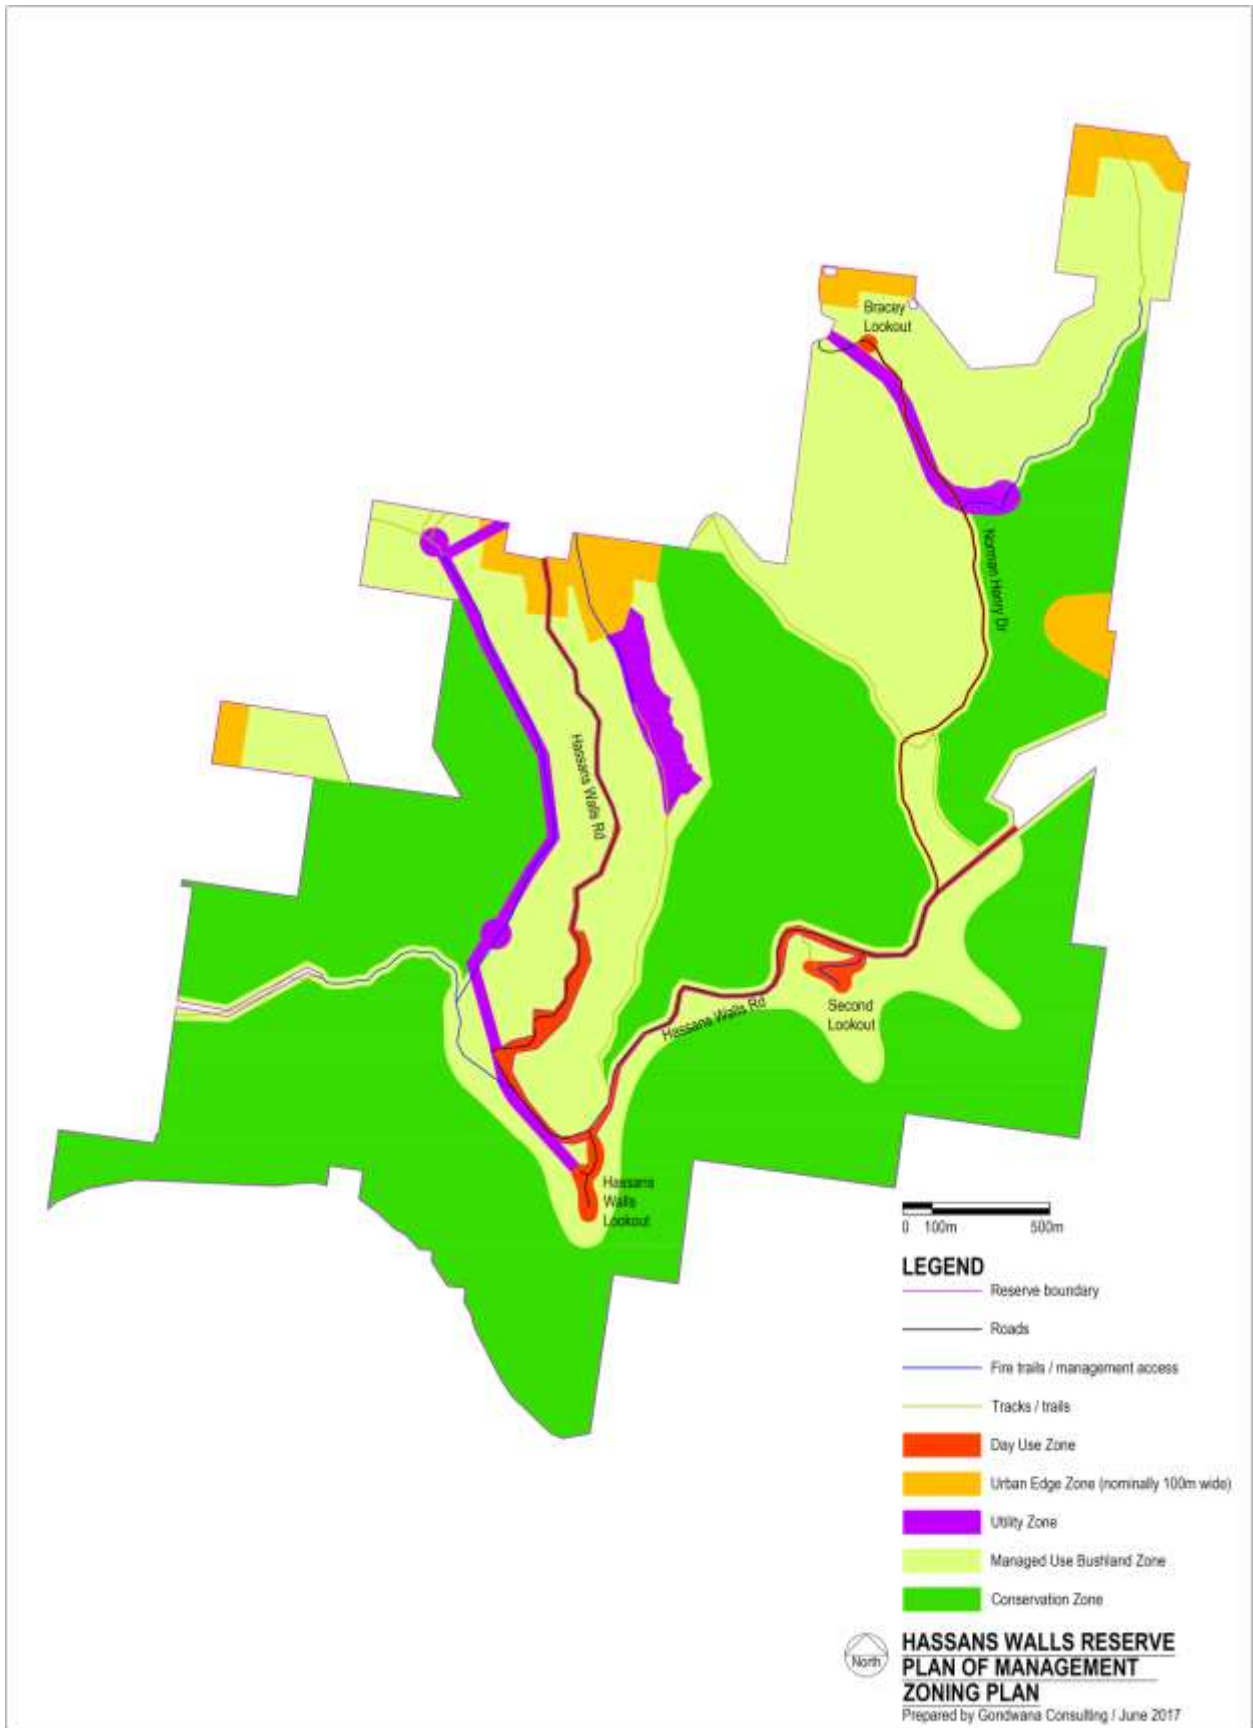 Bracey
Lookout
Norman Henry Dr
Hassans Walls Rd
Second
Lookout
Hassans Walls Rd
Hassans
Walls
Lookout
0 100m 500m
LEGEND
Reserve boundary
Roads
Fire trails / management access
Tracks / trails
Day Use Zone
Urban Edge Zone (nominally 100m wide)
Utility Zone
Managed Use Bushland Zone
Conservation Zone
North
HASSANS WALLS RESERVE
PLAN OF MANAGEMENT
ZONING PLAN
Prepared by Gondwana Consulting / June 2017